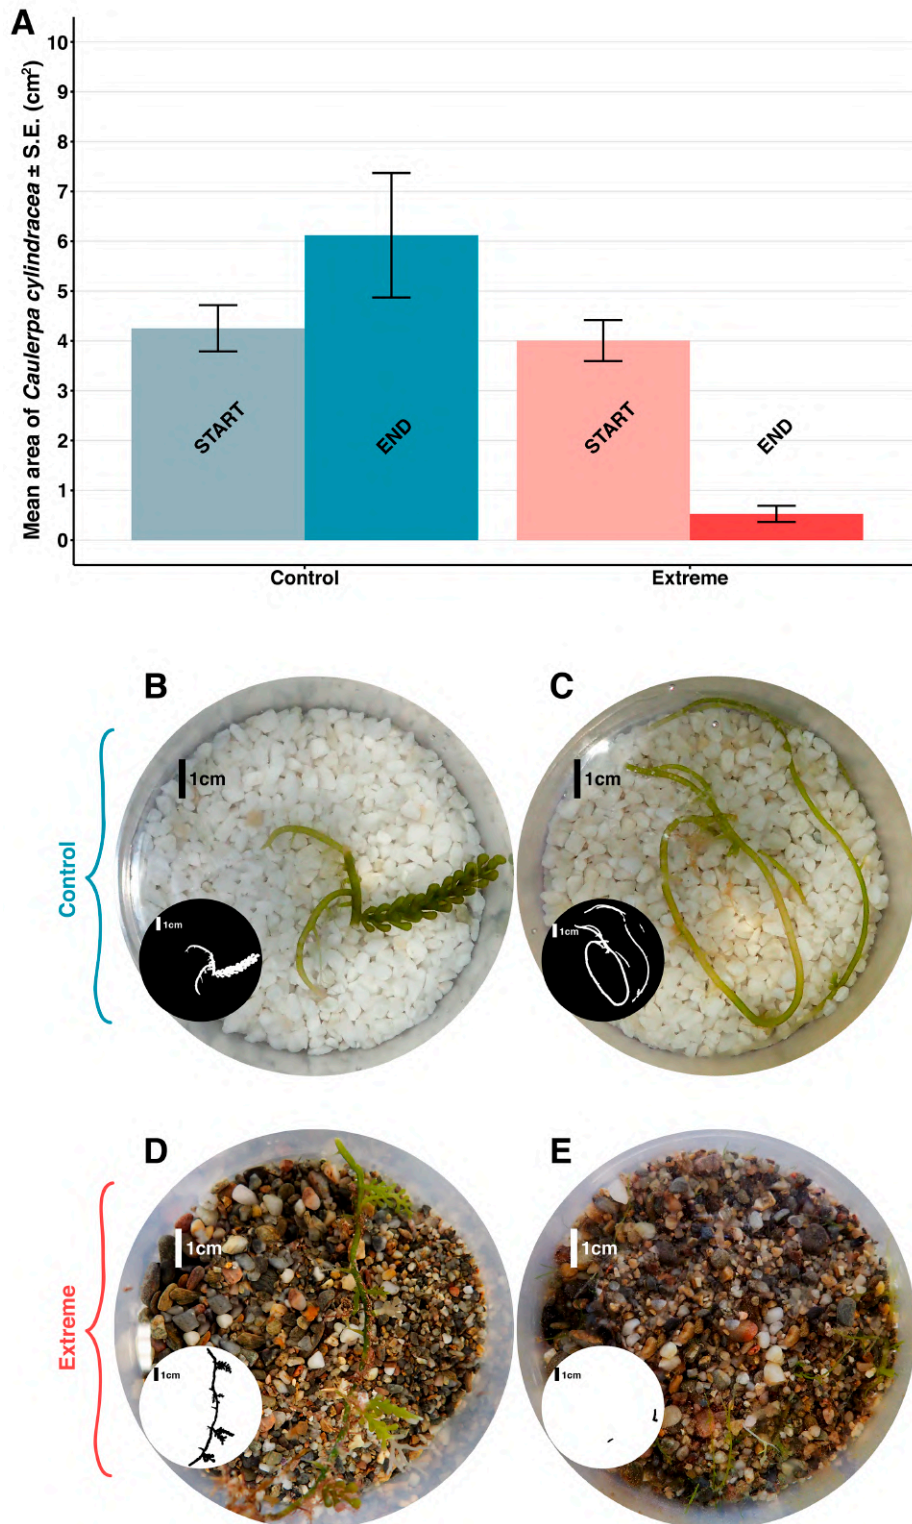 A
Mean area of Caulerpa cylindracea ± S.E. (cm²)
10
9
8
7
6
5
4
3
2
1
0
START
END
START
END
Control
Extreme
B
C
Control
1cm
1cm
1cm
1cm
D
E
Extreme
1cm
1cm
1cm
1cm